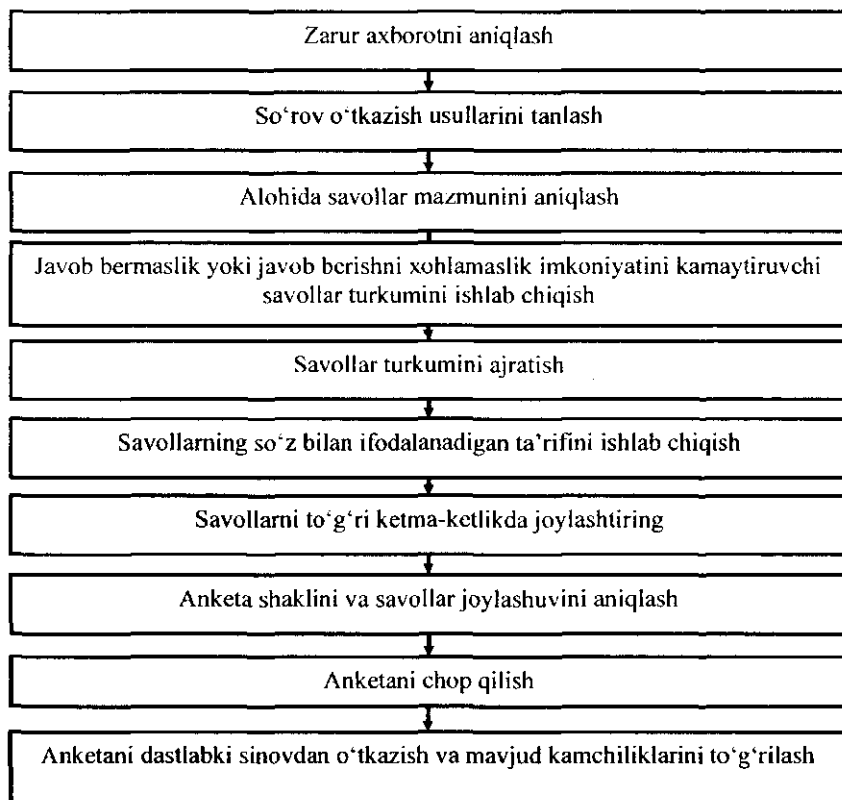 Zarur axborotni aniqlash
So‘rov o‘tkazish usullarini tanlash
Alohida savollar mazmunini aniqlash
Javob bermaslik yoki javob berishni xohlamaslik imkoniyatini kamaytiruvchi
savollar turkumini ishlab chiqish
Savollar turkumini ajratish
Savollarning so‘z bilan ifodalanadigan ta’rifini ishlab chiqish
Savollarni to‘g‘ri ketma-ketlikda joylashtiring
Anketa shaklini va savollar joylashuvini aniqlash
Anketani chop qilish
Anketani dastlabki sinovdan o‘tkazish va mavjud kamchiliklarini to‘g‘rilash